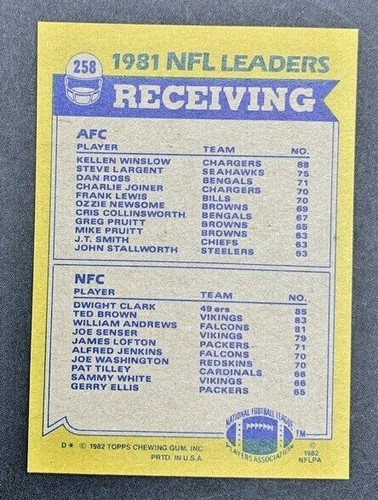 258 1981 NFL LEADERS
RECEIVING
AFC
PLAYER TEAM NO.
KELLEN WINSLOW CHARGERS 88
STEVE LARGENT SEAHAWKS 75
DAN ROSS BENGALS 71
CHARLIE JOINER CHARGERS 70
FRANK LEWIS BILLS 70
OZZIE NEWSOME BROWNS 69
CRIS COLLINSWORTH BENGALS 67
GREG PRUITT BROWNS 65
MIKE PRUITT BROWNS 63
J.T. SMITH CHIEFS 63
JOHN STALLWORTH STEELERS 63
NFC
PLAYER TEAM NO.
DWIGHT CLARK 49ers 85
TED BROWN VIKINGS 83
WILLIAM ANDREWS FALCONS 81
JOE SENSER VIKINGS 79
JAMES LOFTON PACKERS 71
ALFRED JENKINS FALCONS 70
JOE WASHINGTON REDSKINS 70
PAT TILLEY CARDINALS 66
SAMMY WHITE VIKINGS 66
GERRY ELLIS PACKERS 65
NATIONAL FOOTBALL LEAGUE
PLAYERS ASSOCIATION
TM
D* © 1982 TOPPS CHEWING GUM, INC.
PRTD. IN U.S.A.
© 1982
NFLPA